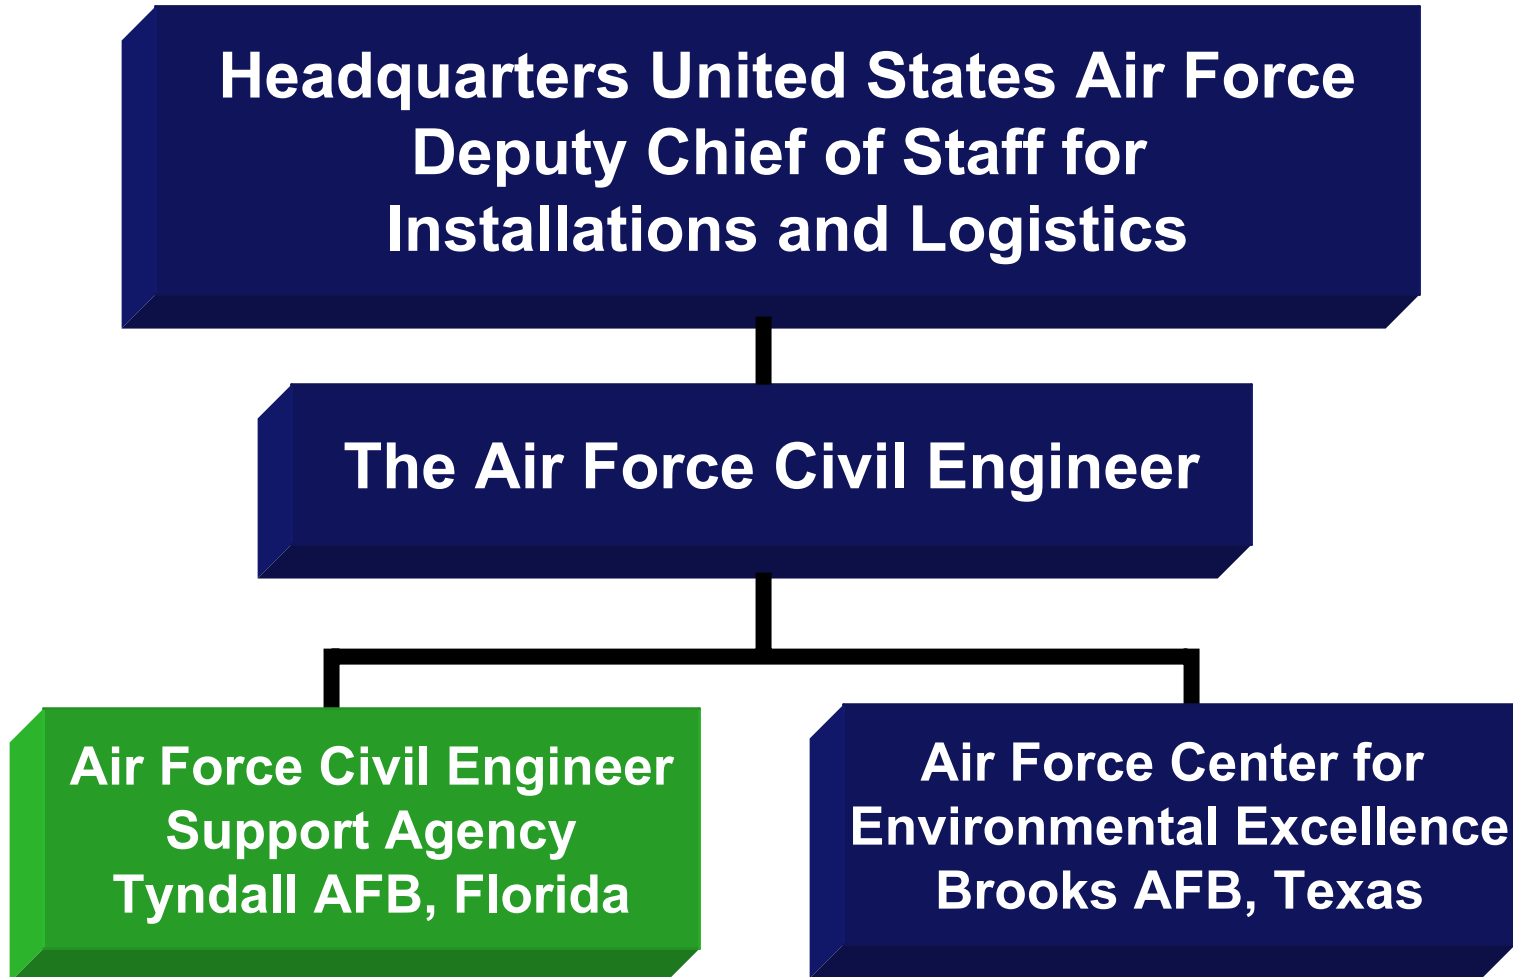 Headquarters United States Air Force
Deputy Chief of Staff for
Installations and Logistics
The Air Force Civil Engineer
Air Force Civil Engineer
Support Agency
Tyndall AFB, Florida
Air Force Center for
Environmental Excellence
Brooks AFB, Texas